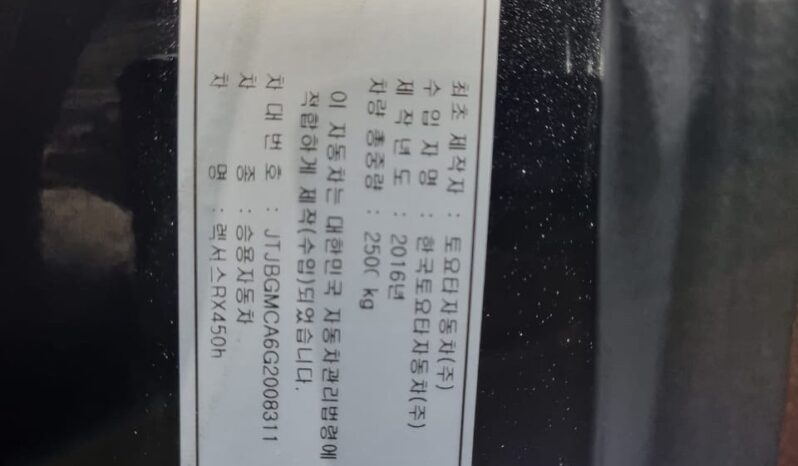 최초 제작자 : 토요타자동차(주)
수 입 자 명 : 한국토요타자동차(주)
제 작 년 도 : 2016년
차량 총중량 : 2500 kg
이 자동차는 대한민국 자동차관리법령에
적합하게 제작(수입)되었습니다.
차 대 번 호 : JTJBGMCA6G2008311
차 종 : 승용자동차
차 명 : 렉서스RX450h